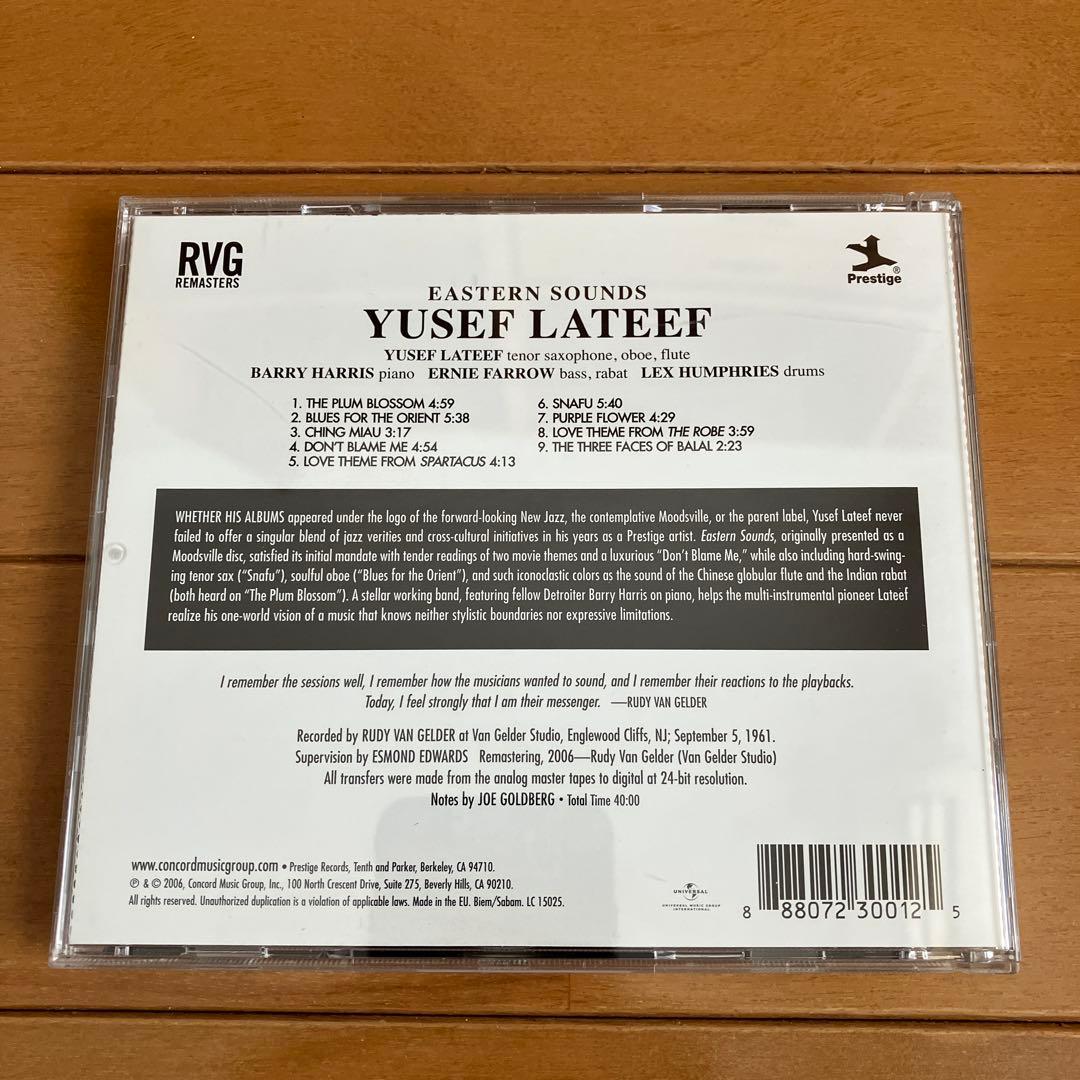 RVG
REMASTERS
Prestige®
EASTERN SOUNDS
YUSEF LATEEF
YUSEF LATEEF tenor saxophone, oboe, flute
BARRY HARRIS piano ERNIE FARROW bass, rabat LEX HUMPHRIES drums
1. THE PLUM BLOSSOM 4:59
2. BLUES FOR THE ORIENT 5:38
3. CHING MIAU 3:17
4. DON'T BLAME ME 4:54
5. LOVE THEME FROM SPARTACUS 4:13
6. SNAFU 5:40
7. PURPLE FLOWER 4:29
8. LOVE THEME FROM THE ROBE 3:59
9. THE THREE FACES OF BALAL 2:23
WHETHER HIS ALBUMS appeared under the logo of the forward-looking New Jazz, the contemplative Moodsville, or the parent label, Yusef Lateef never
failed to offer a singular blend of jazz verities and cross-cultural initiatives in his years as a Prestige artist. Eastern Sounds, originally presented as a
Moodsville disc, satisfied its initial mandate with tender readings of two movie themes and a luxurious "Don't Blame Me," while also including hard-swing-
ing tenor sax ("Snafu"), soulful oboe ("Blues for the Orient"), and such iconoclastic colors as the sound of the Chinese globular flute and the Indian rabat
(both heard on "The Plum Blossom"). A stellar working band, featuring fellow Detroiter Barry Harris on piano, helps the multi-instrumental pioneer Lateef
realize his one-world vision of a music that knows neither stylistic boundaries nor expressive limitations.
I remember the sessions well, I remember how the musicians wanted to sound, and I remember their reactions to the playbacks.
Today, I feel strongly that I am their messenger. —RUDY VAN GELDER
Recorded by RUDY VAN GELDER at Van Gelder Studio, Englewood Cliffs, NJ; September 5, 1961.
Supervision by ESMOND EDWARDS Remastering, 2006—Rudy Van Gelder (Van Gelder Studio)
All transfers were made from the analog master tapes to digital at 24-bit resolution.
Notes by JOE GOLDBERG • Total Time 40:00
www.concordmusicgroup.com • Prestige Records, Tenth and Parker, Berkeley, CA 94710.
℗ & © 2006, Concord Music Group, Inc., 100 North Crescent Drive, Suite 275, Beverly Hills, CA 90210.
All rights reserved. Unauthorized duplication is a violation of applicable laws. Made in the EU. Biem/Sabam. LC 15025.
UNIVERSAL
UNIVERSAL MUSIC GROUP
INTERNATIONAL
8 88072 30012 5